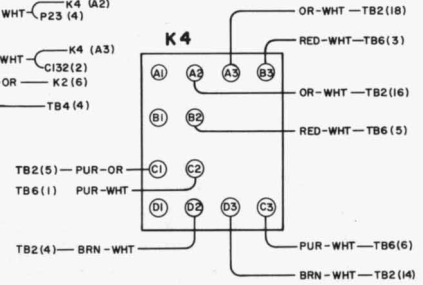 K4 (A2)
WHT
P23 (4)
K4 (A3)
WHT
C132(2)
OR — K2(6)
TB4(4)
K4
OR-WHT—TB2(18)
RED-WHT—TB6(3)
A1 A2 A3 B3
OR-WHT—TB2(16)
B1 B2
RED-WHT—TB6(5)
TB2(5)— PUR-OR
C1 C2
TB6(1) PUR-WHT
D1 D2 D3 C3
TB2(4)— BRN-WHT
PUR-WHT—TB6(6)
BRN-WHT—TB2(14)